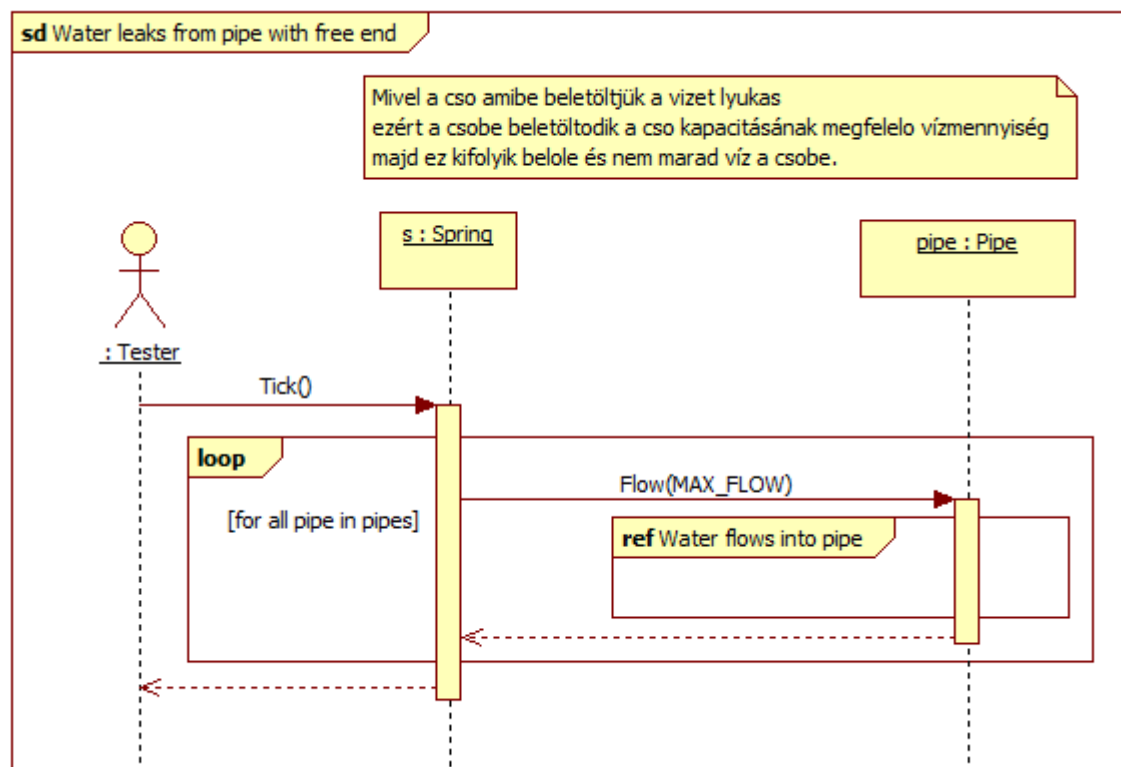 sd Water leaks from pipe with free end
Mivel a cso amibe beletöltjük a vizet lyukas
ezért a csobe beletöltodik a cso kapacitásának megfelelo vízmennyiség
majd ez kifolyik belole és nem marad víz a csobe.
s : Spring
pipe : Pipe
: Tester
Tick()
loop
Flow(MAX_FLOW)
[for all pipe in pipes]
ref Water flows into pipe